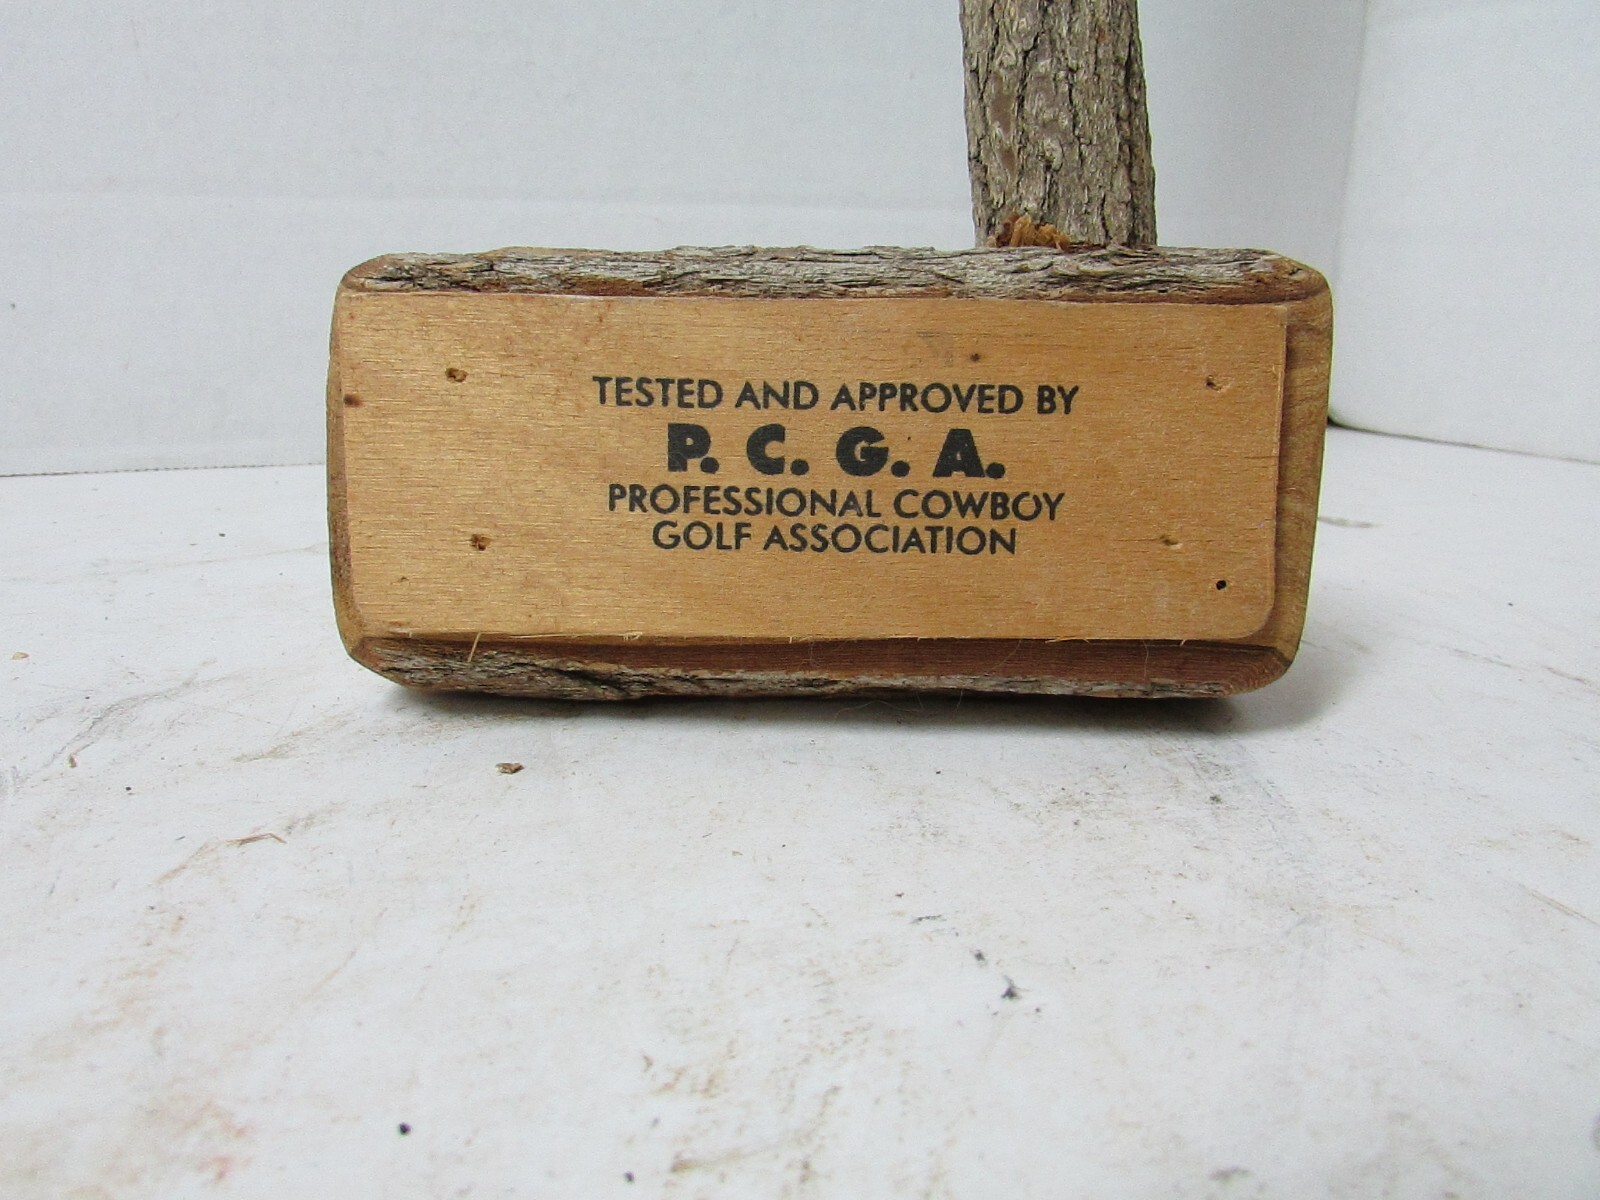 TESTED AND APPROVED BY
P. C. G. A.
PROFESSIONAL COWBOY
GOLF ASSOCIATION